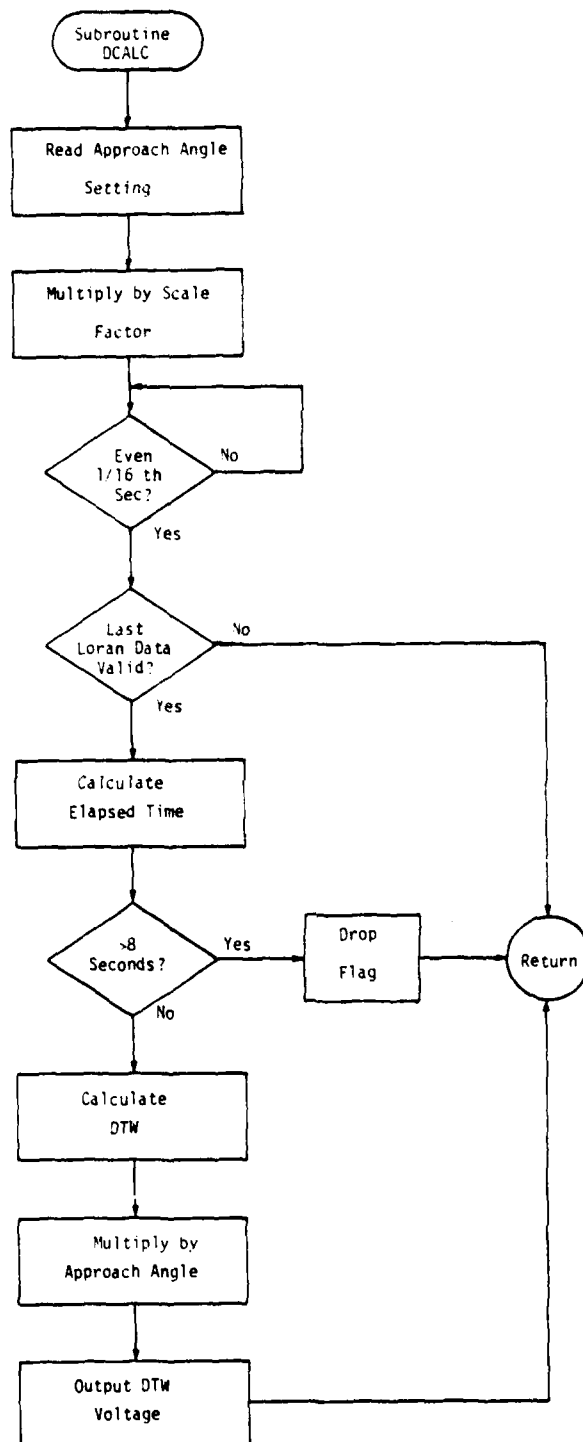 Subroutine
DCALC
Read Approach Angle
Setting
Multiply by Scale
Factor
Even
1/16 th
Sec?
No
Yes
Last
Loran Data
Valid?
No
Yes
Calculate
Elapsed Time
>8
Seconds?
Yes
No
Drop
Flag
Return
Calculate
DTW
Multiply by
Approach Angle
Output DTW
Voltage